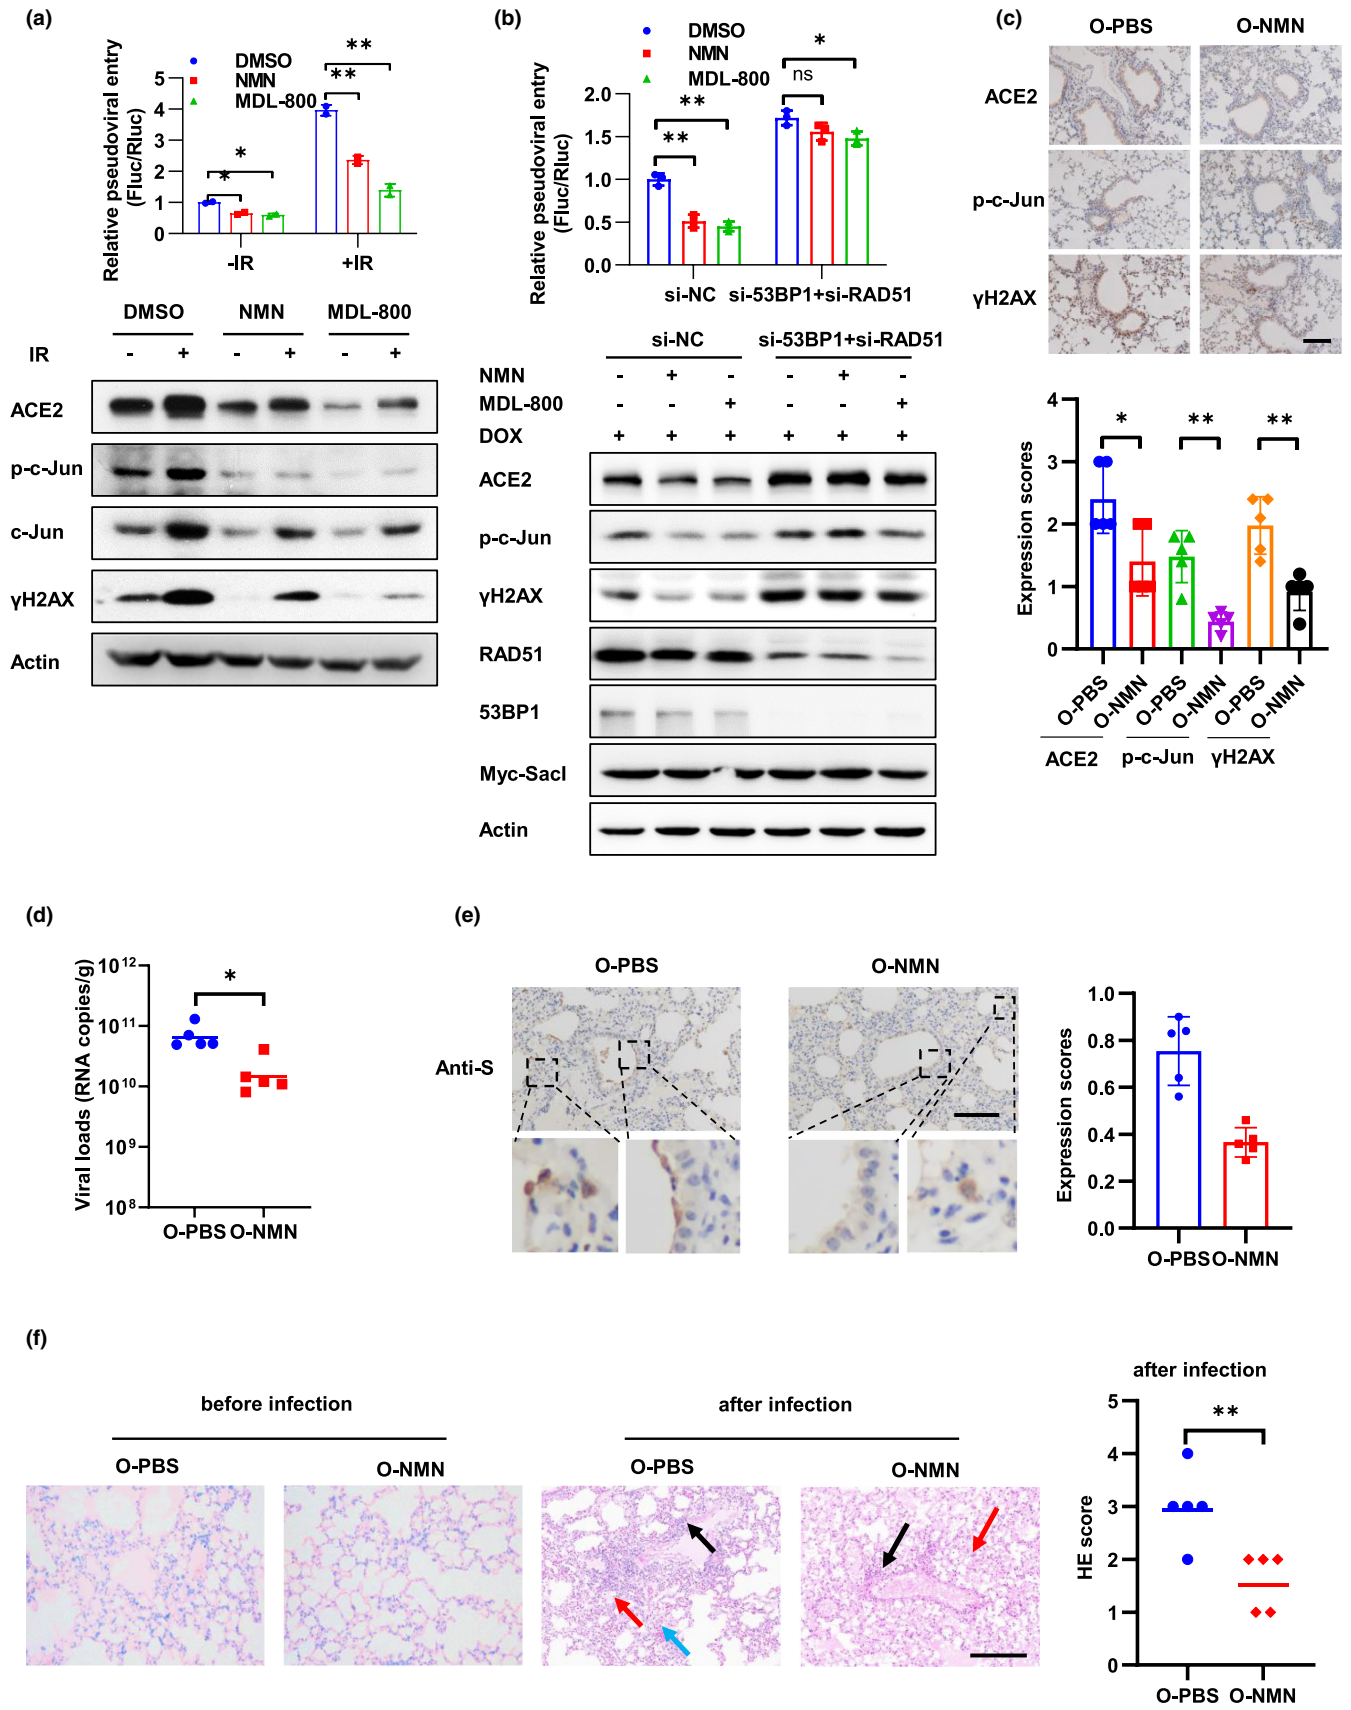 (a)
DMSO
NMN
MDL-800
Relative pseudoviral entry
(Fluc/Rluc)
5
4
3
2
1
0
**
**
*
*
-IR
+IR
DMSO NMN MDL-800
IR - + - + - +
ACE2
p-c-Jun
c-Jun
γH2AX
Actin
(b)
DMSO
NMN
MDL-800
Relative pseudoviral entry
(Fluc/Rluc)
2.0
1.5
1.0
0.5
0.0
**
**
*
ns
si-NC si-53BP1+si-RAD51
si-NC si-53BP1+si-RAD51
NMN - + - - + -
MDL-800 - - + - - +
DOX + + + + + +
ACE2
p-c-Jun
γH2AX
RAD51
53BP1
Myc-SacI
Actin
(c)
O-PBS O-NMN
ACE2
p-c-Jun
γH2AX
Expression scores
4
3
2
1
0
* ** **
O-PBS O-NMN O-PBS O-NMN O-PBS O-NMN
ACE2 p-c-Jun γH2AX
(d)
Viral loads (RNA copies/g)
10¹²
10¹¹
10¹⁰
10⁹
10⁸
*
O-PBS O-NMN
(e)
O-PBS O-NMN
Anti-S
Expression scores
1.0
0.8
0.6
0.4
0.2
0.0
O-PBS O-NMN
(f)
before infection after infection
O-PBS O-NMN O-PBS O-NMN
after infection
HE score
5
4
3
2
1
0
**
O-PBS O-NMN